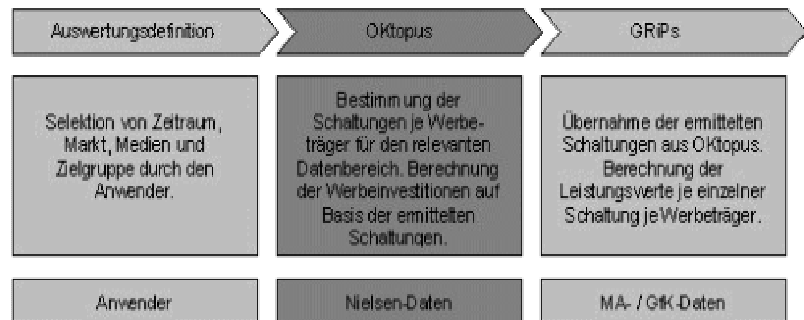 Auswertungsdefinition
OKtopus
GRiPs
Selektion von Zeitraum,
Markt, Medien und
Zielgruppe durch den
Anwender.
Bestimmung der
Schaltungen je Werbe-
träger für den relevanten
Datenbereich. Berechnung
der Werbeinvestitionen auf
Basis der ermittelten
Schaltungen.
Übernahme der ermittelten
Schaltungen aus OKtopus.
Berechnung der
Leistungswerte je einzelner
Schaltung je Werbeträger.
Anwender
Nielsen-Daten
MA- / GfK-Daten